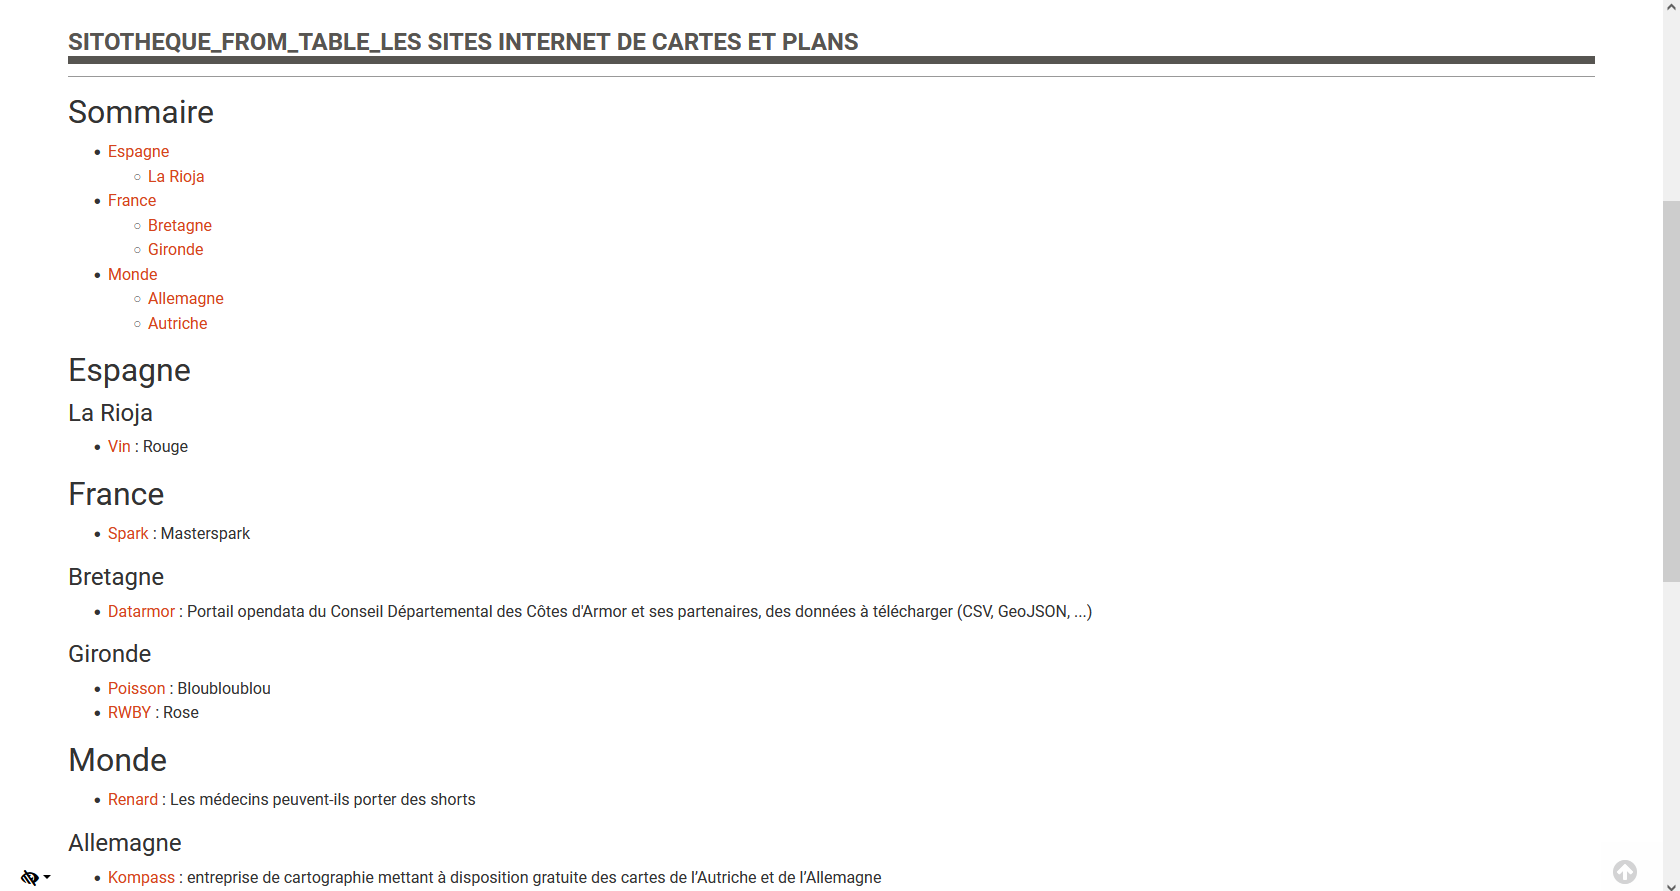 SITOTHEQUE_FROM_TABLE_LES SITES INTERNET DE CARTES ET PLANS
Sommaire
Espagne
La Rioja
France
Bretagne
Gironde
Monde
Allemagne
Autriche
Espagne
La Rioja
Vin : Rouge
France
Spark : Masterspark
Bretagne
Datarmor : Portail opendata du Conseil Départemental des Côtes d'Armor et ses partenaires, des données à télécharger (CSV, GeoJSON, ...)
Gironde
Poisson : Bloubloublou
RWBY : Rose
Monde
Renard : Les médecins peuvent-ils porter des shorts
Allemagne
Kompass : entreprise de cartographie mettant à disposition gratuite des cartes de l’Autriche et de l’Allemagne